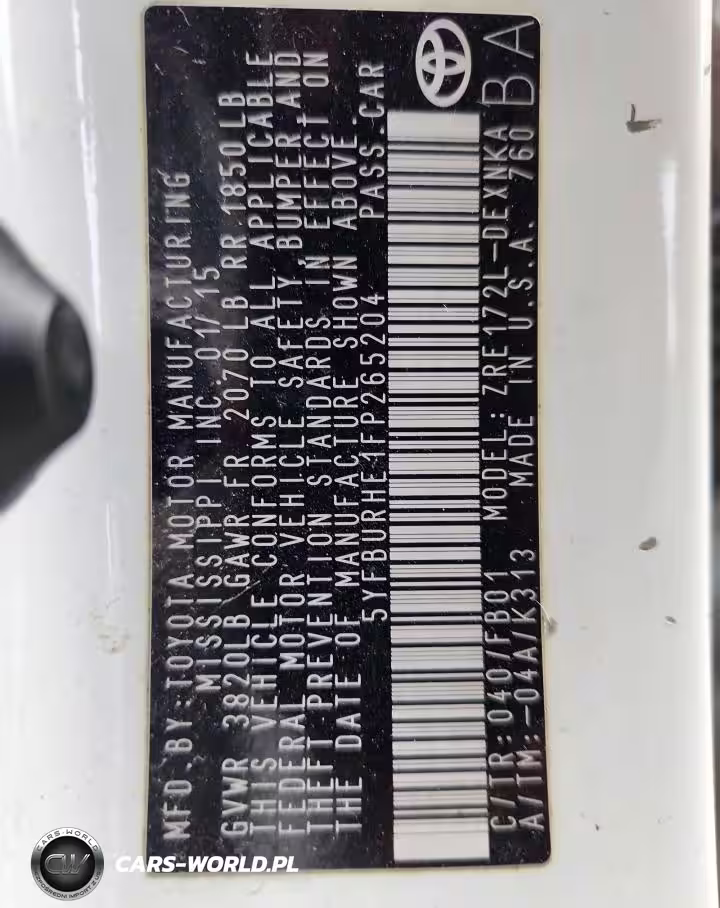 MFD.BY:TOYOTA MOTOR MANUFACTURING
MISSISSIPPI INC. 01/15
GVWR 3820LB GAWR FR 2070 LB RR 1850LB
THIS VEHICLE CONFORMS TO ALL APPLICABLE
FEDERAL MOTOR VEHICLE SAFETY, BUMPER AND
THEFT PREVENTION STANDARDS IN EFFECT ON
THE DATE OF MANUFACTURE SHOWN ABOVE.
5YFBURHE1FP265204 PASS.CAR
C/TR:040/FB01 MODEL:ZRE172L-DEXNKA
A/TM:-04A/K313 MADE IN U.S.A. 760
BA
CARS-WORLD
CW
CARS-WORLD.PL